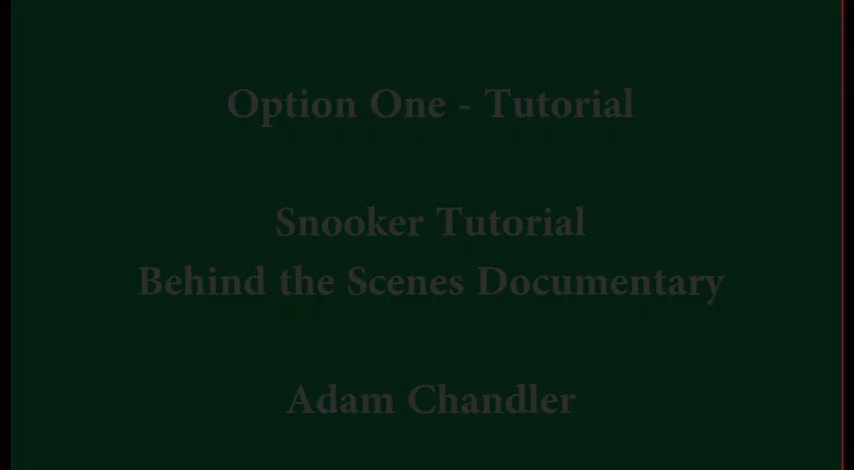 Option One - Tutorial
Snooker Tutorial
Behind the Scenes Documentary
Adam Chandler